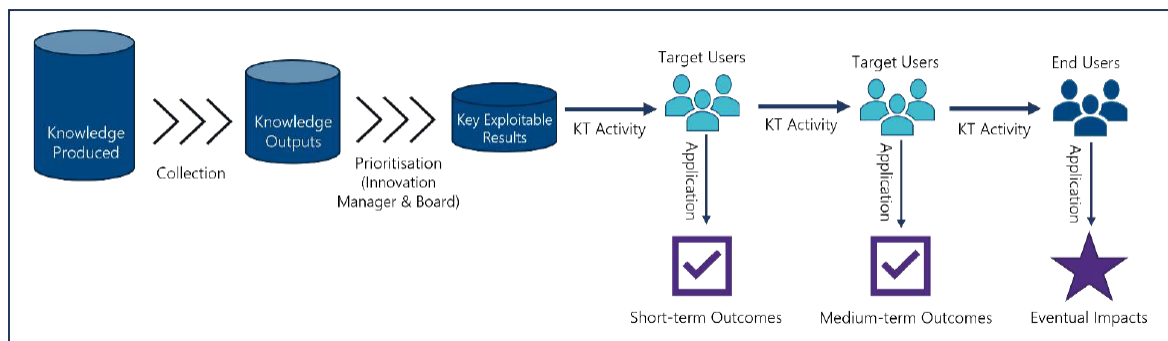 Knowledge
Produced
Collection
Knowledge
Outputs
Prioritisation
(Innovation
Manager & Board)
Key Exploitable
Results
KT Activity
Target Users
Application
Short-term Outcomes
KT Activity
Target Users
Application
Medium-term Outcomes
KT Activity
End Users
Application
Eventual Impacts